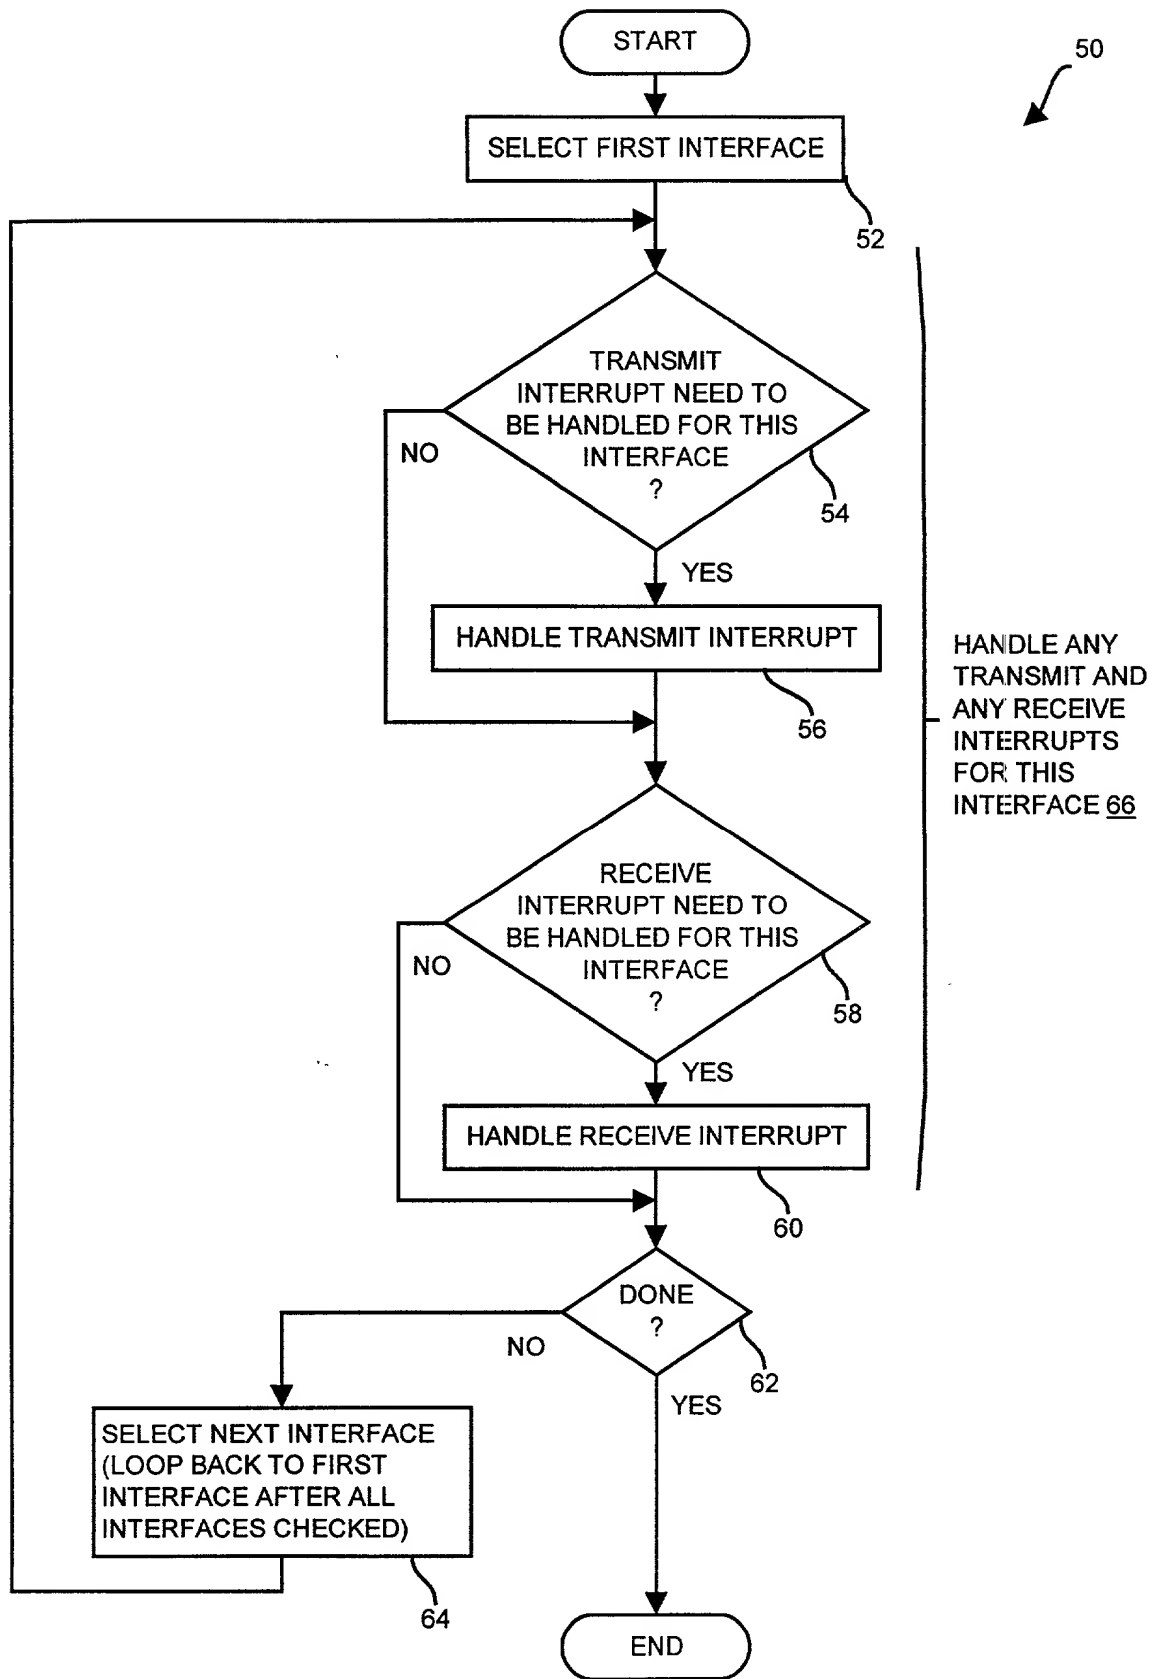 START
50
SELECT FIRST INTERFACE
52
TRANSMIT
INTERRUPT NEED TO
BE HANDLED FOR THIS
INTERFACE
?
NO
54
YES
HANDLE TRANSMIT INTERRUPT
56
HANDLE ANY
TRANSMIT AND
ANY RECEIVE
INTERRUPTS
FOR THIS
INTERFACE 66
RECEIVE
INTERRUPT NEED TO
BE HANDLED FOR THIS
INTERFACE
?
NO
58
YES
HANDLE RECEIVE INTERRUPT
60
DONE
?
NO
62
YES
SELECT NEXT INTERFACE
(LOOP BACK TO FIRST
INTERFACE AFTER ALL
INTERFACES CHECKED)
64
END